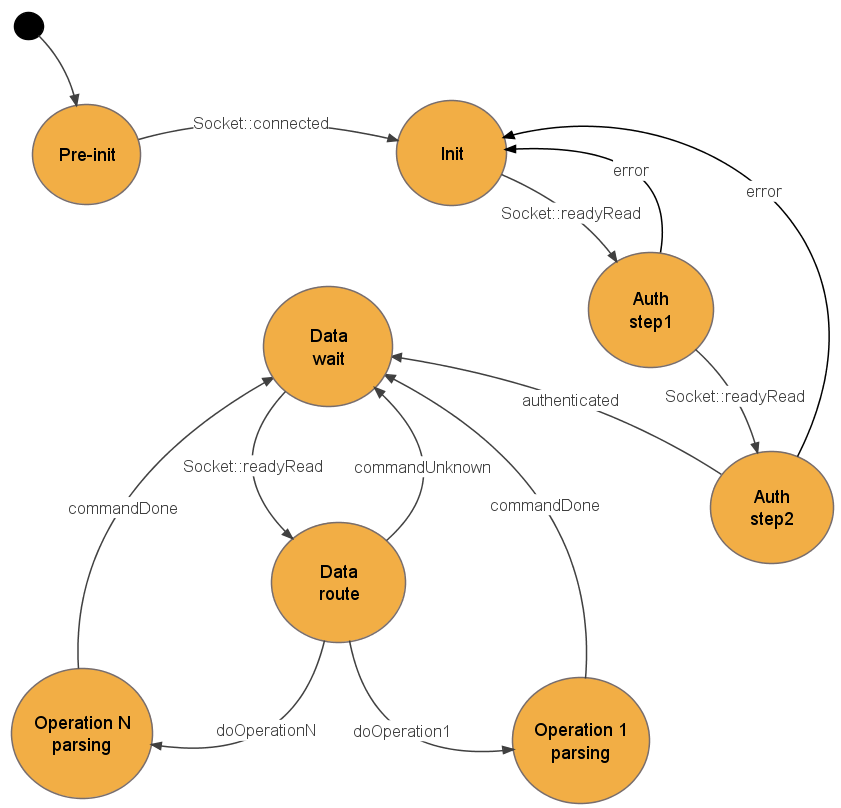 Socket::connected
Pre-init
Init
error
error
Socket::readyRead
Auth
step1
Data
wait
authenticated
Socket::readyRead
Socket::readyRead
commandUnknown
commandDone
commandDone
Auth
step2
Data
route
Operation N
parsing
doOperationN
doOperation1
Operation 1
parsing